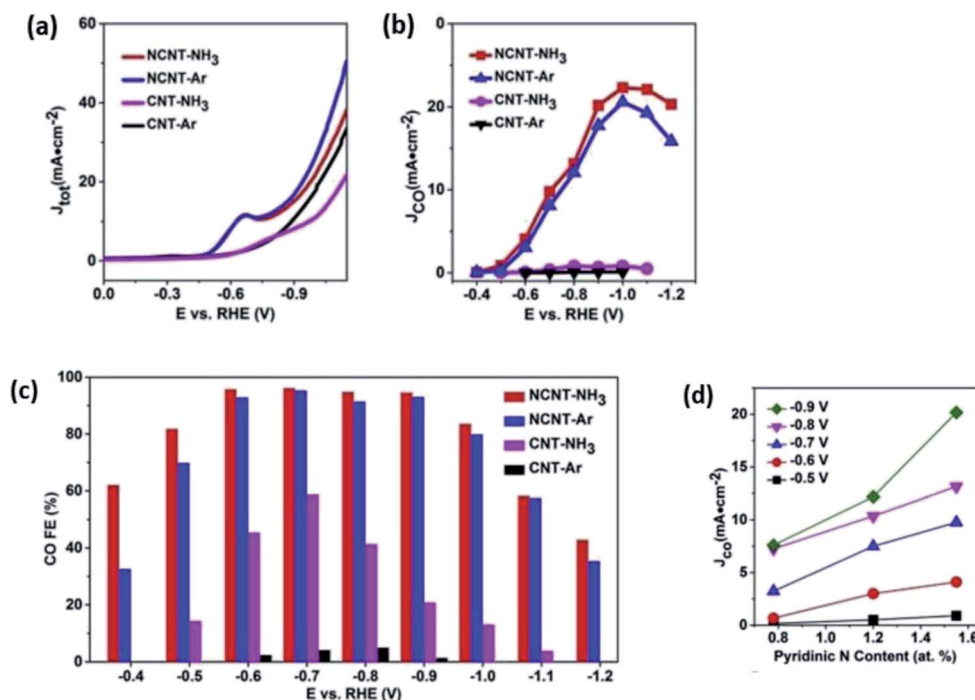 (a)
60
40
20
0
J_tot(mA•cm⁻²)
NCNT-NH₃
NCNT-Ar
CNT-NH₃
CNT-Ar
0.0 -0.3 -0.6 -0.9
E vs. RHE (V)
(b)
0
20
10
0
J_CO(mA•cm⁻²)
NCNT-NH₃
NCNT-Ar
CNT-NH₃
CNT-Ar
-0.4 -0.6 -0.8 -1.0 -1.2
E vs. RHE (V)
(c)
100
80
60
40
20
0
CO FE (%)
NCNT-NH₃
NCNT-Ar
CNT-NH₃
CNT-Ar
-0.4 -0.5 -0.6 -0.7 -0.8 -0.9 -1.0 -1.1 -1.2
E vs. RHE (V)
(d)
20
15
10
5
0
J_co(mA•cm⁻²)
-0.9 V
-0.8 V
-0.7 V
-0.6 V
-0.5 V
0.8 1.0 1.2 1.4 1.6
Pyridinic N Content (at. %)